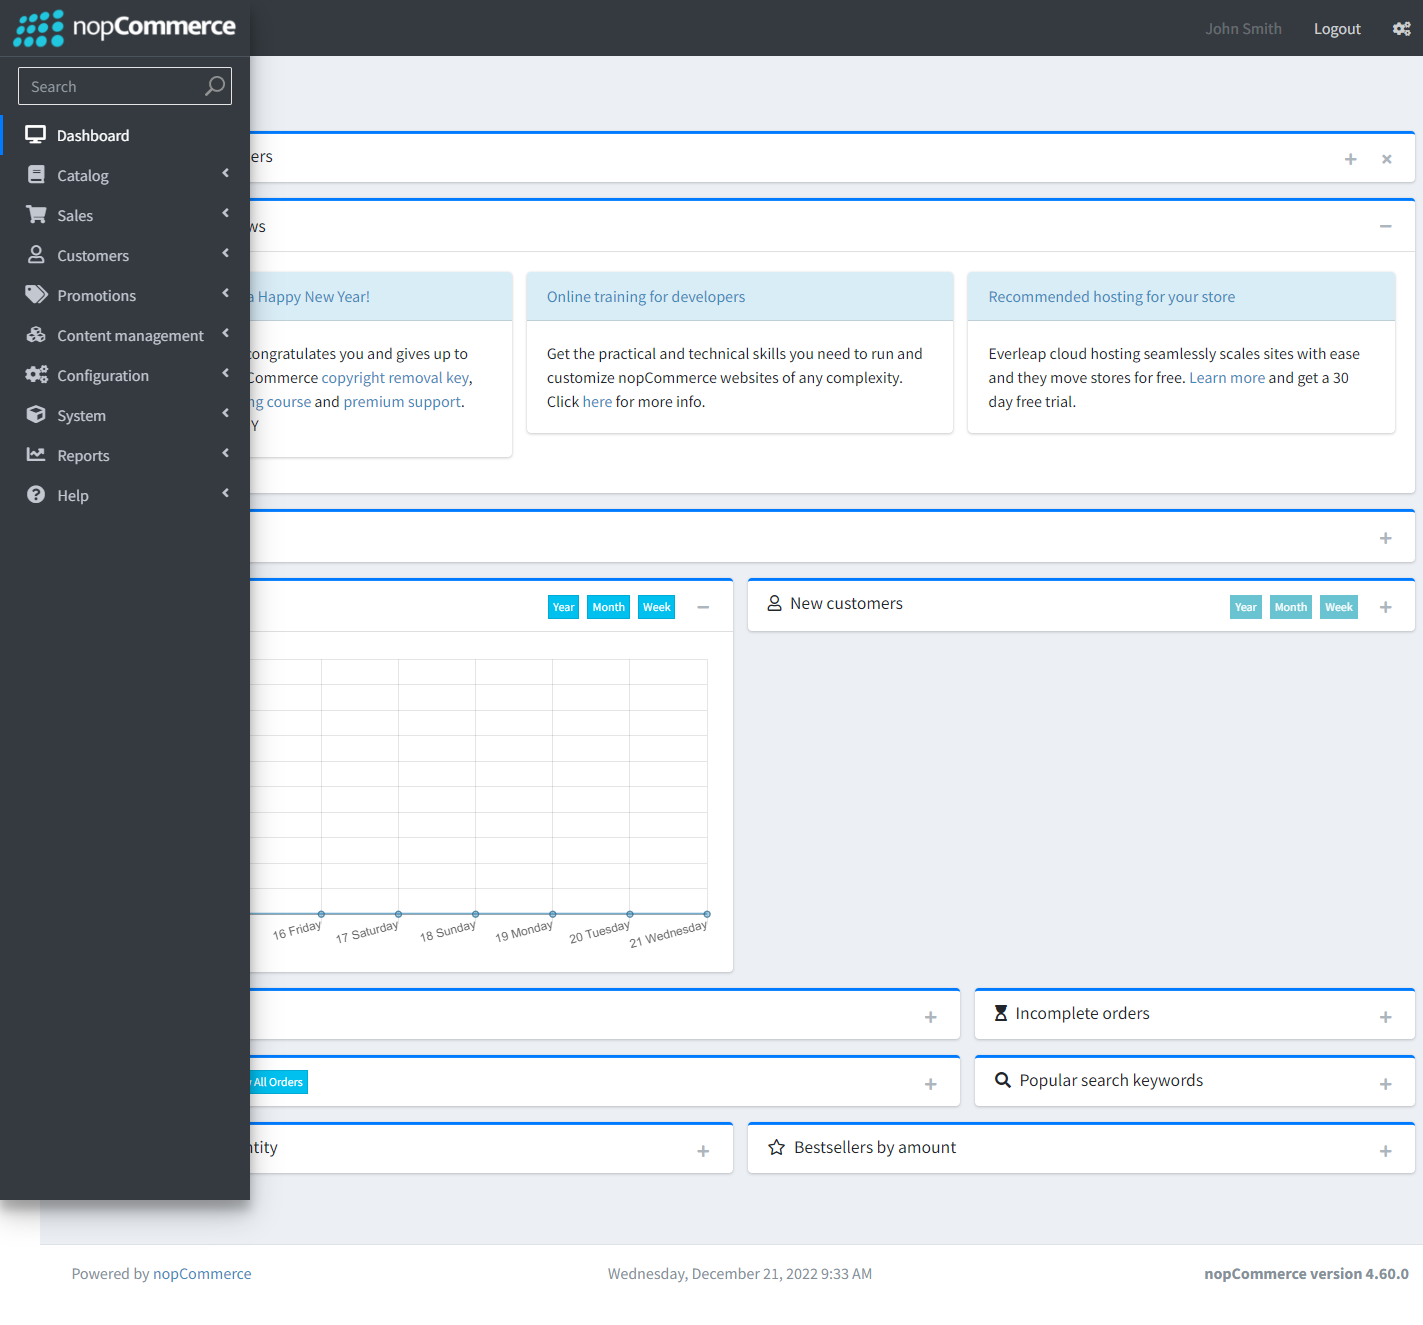 nopCommerce
John Smith
Logout
Search
Dashboard
Catalog
Sales
Customers
Promotions
Content management
Configuration
System
Reports
Help
a Happy New Year!
congratulates you and gives up to
Commerce copyright removal key,
course and premium support.
Online training for developers
Get the practical and technical skills you need to run and
customize nopCommerce websites of any complexity.
Click here for more info.
Recommended hosting for your store
Everleap cloud hosting seamlessly scales sites with ease
and they move stores for free. Learn more and get a 30
day free trial.
Year Month Week
New customers
Year Month Week
16 Friday
17 Saturday
18 Sunday
19 Monday
20 Tuesday
21 Wednesday
Incomplete orders
All Orders
Popular search keywords
Bestsellers by amount
Powered by nopCommerce
Wednesday, December 21, 2022 9:33 AM
nopCommerce version 4.60.0